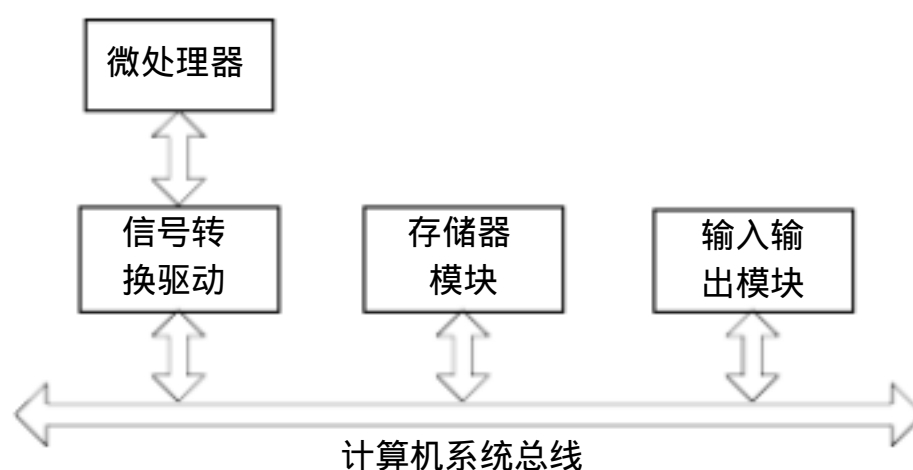 微处理器
信号转
换驱动
存储器
模块
输入输
出模块
计算机系统总线